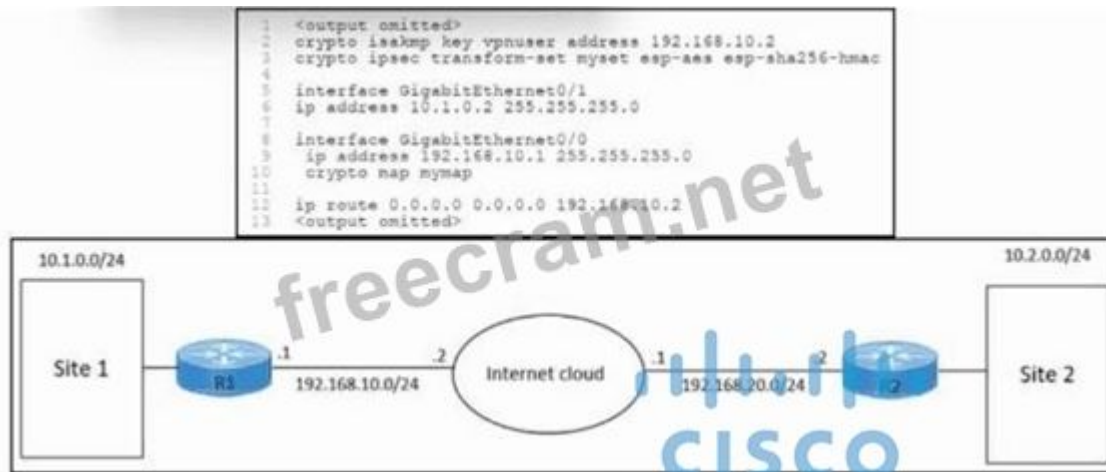 1 <output omitted>
2 crypto isakmp key vpnuser address 192.168.10.2
3 crypto ipsec transform-set myset esp-aes esp-sha256-hmac
4
5 interface GigabitEthernet0/1
6 ip address 10.1.0.2 255.255.255.0
7
8 interface GigabitEthernet0/0
9 ip address 192.168.10.1 255.255.255.0
10 crypto map mymap
11
12 ip route 0.0.0.0 0.0.0.0 192.168.10.2
13 <output omitted>
freecram.net
10.1.0.0/24
10.2.0.0/24
Site 1
R1
.1
192.168.10.0/24
.2
Internet cloud
.1
192.168.20.0/24
.2
2
Site 2
CISCO